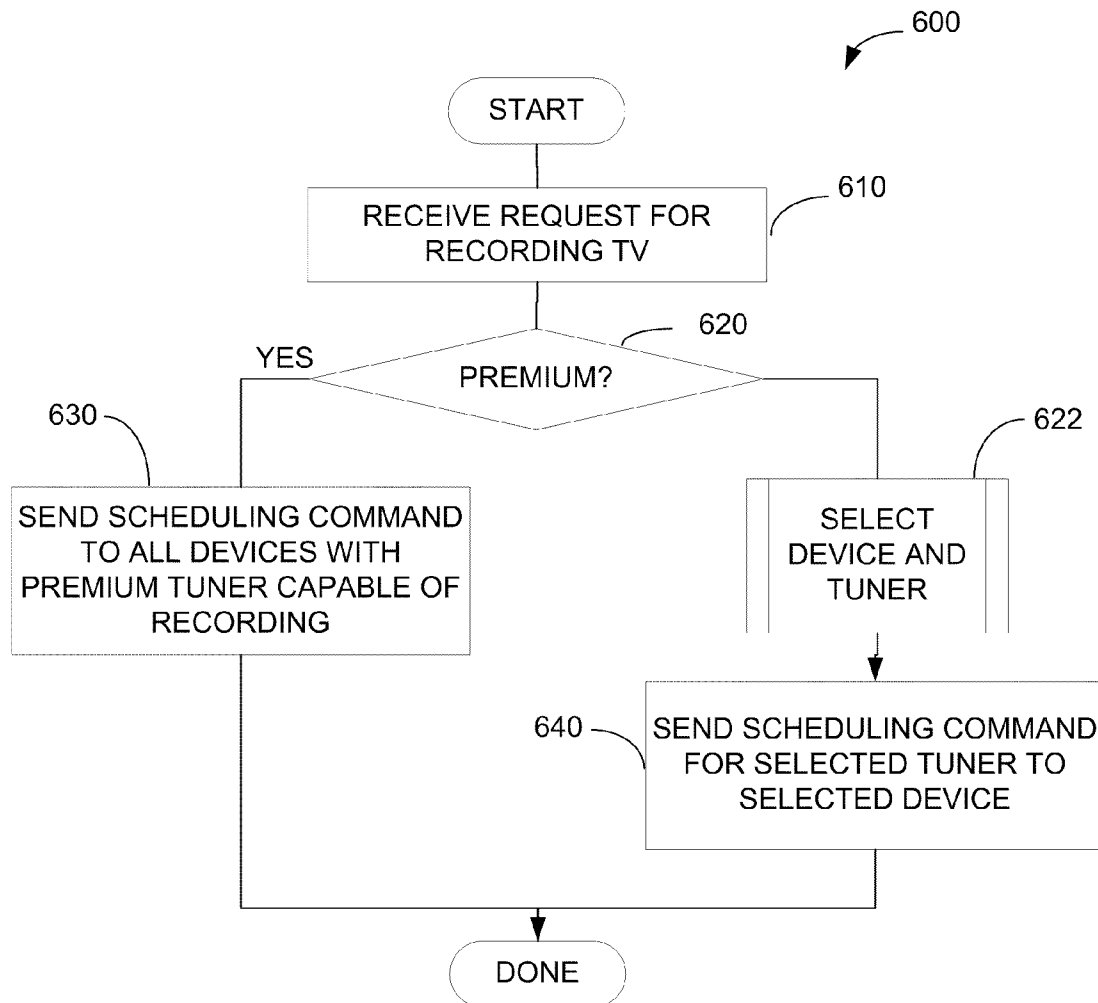 600
START
610
RECEIVE REQUEST FOR
RECORDING TV
620
YES
PREMIUM?
630
622
SEND SCHEDULING COMMAND
TO ALL DEVICES WITH
PREMIUM TUNER CAPABLE OF
RECORDING
SELECT
DEVICE AND
TUNER
640
SEND SCHEDULING COMMAND
FOR SELECTED TUNER TO
SELECTED DEVICE
DONE